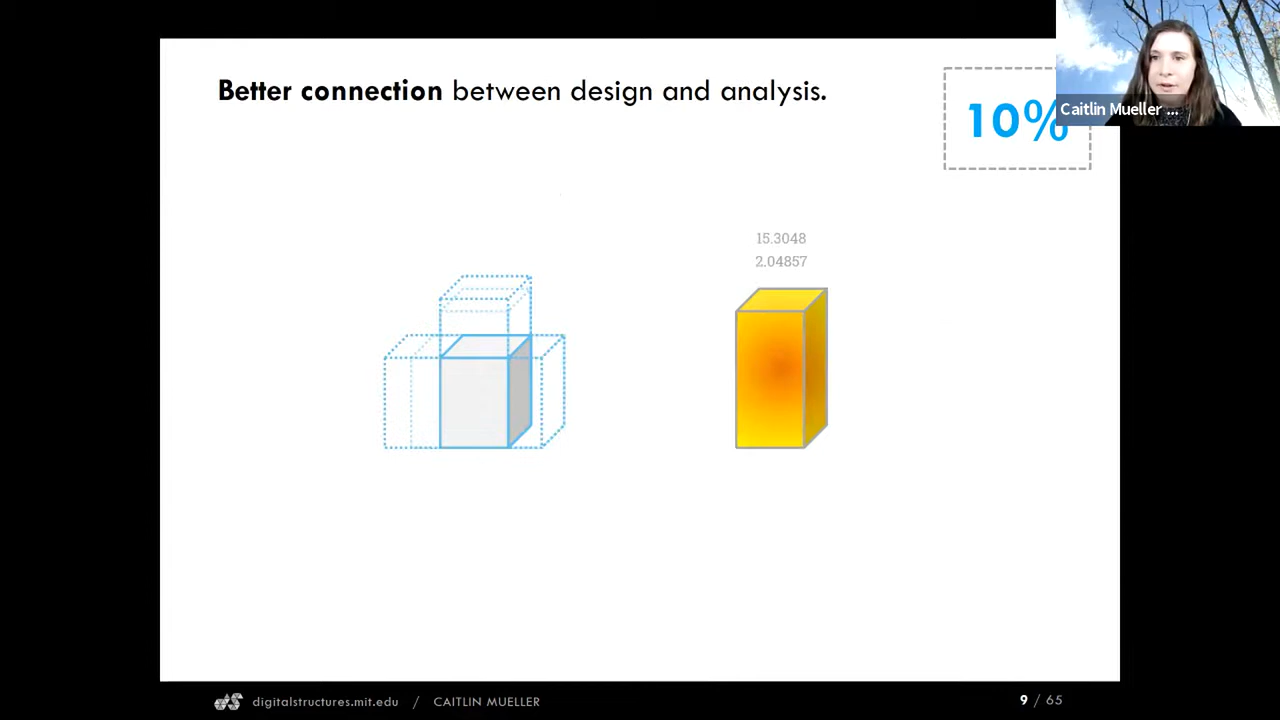 Better connection between design and analysis.
10%
Caitlin Mueller ...
15.3048
2.04857
digitalstructures.mit.edu / CAITLIN MUELLER
9 / 65